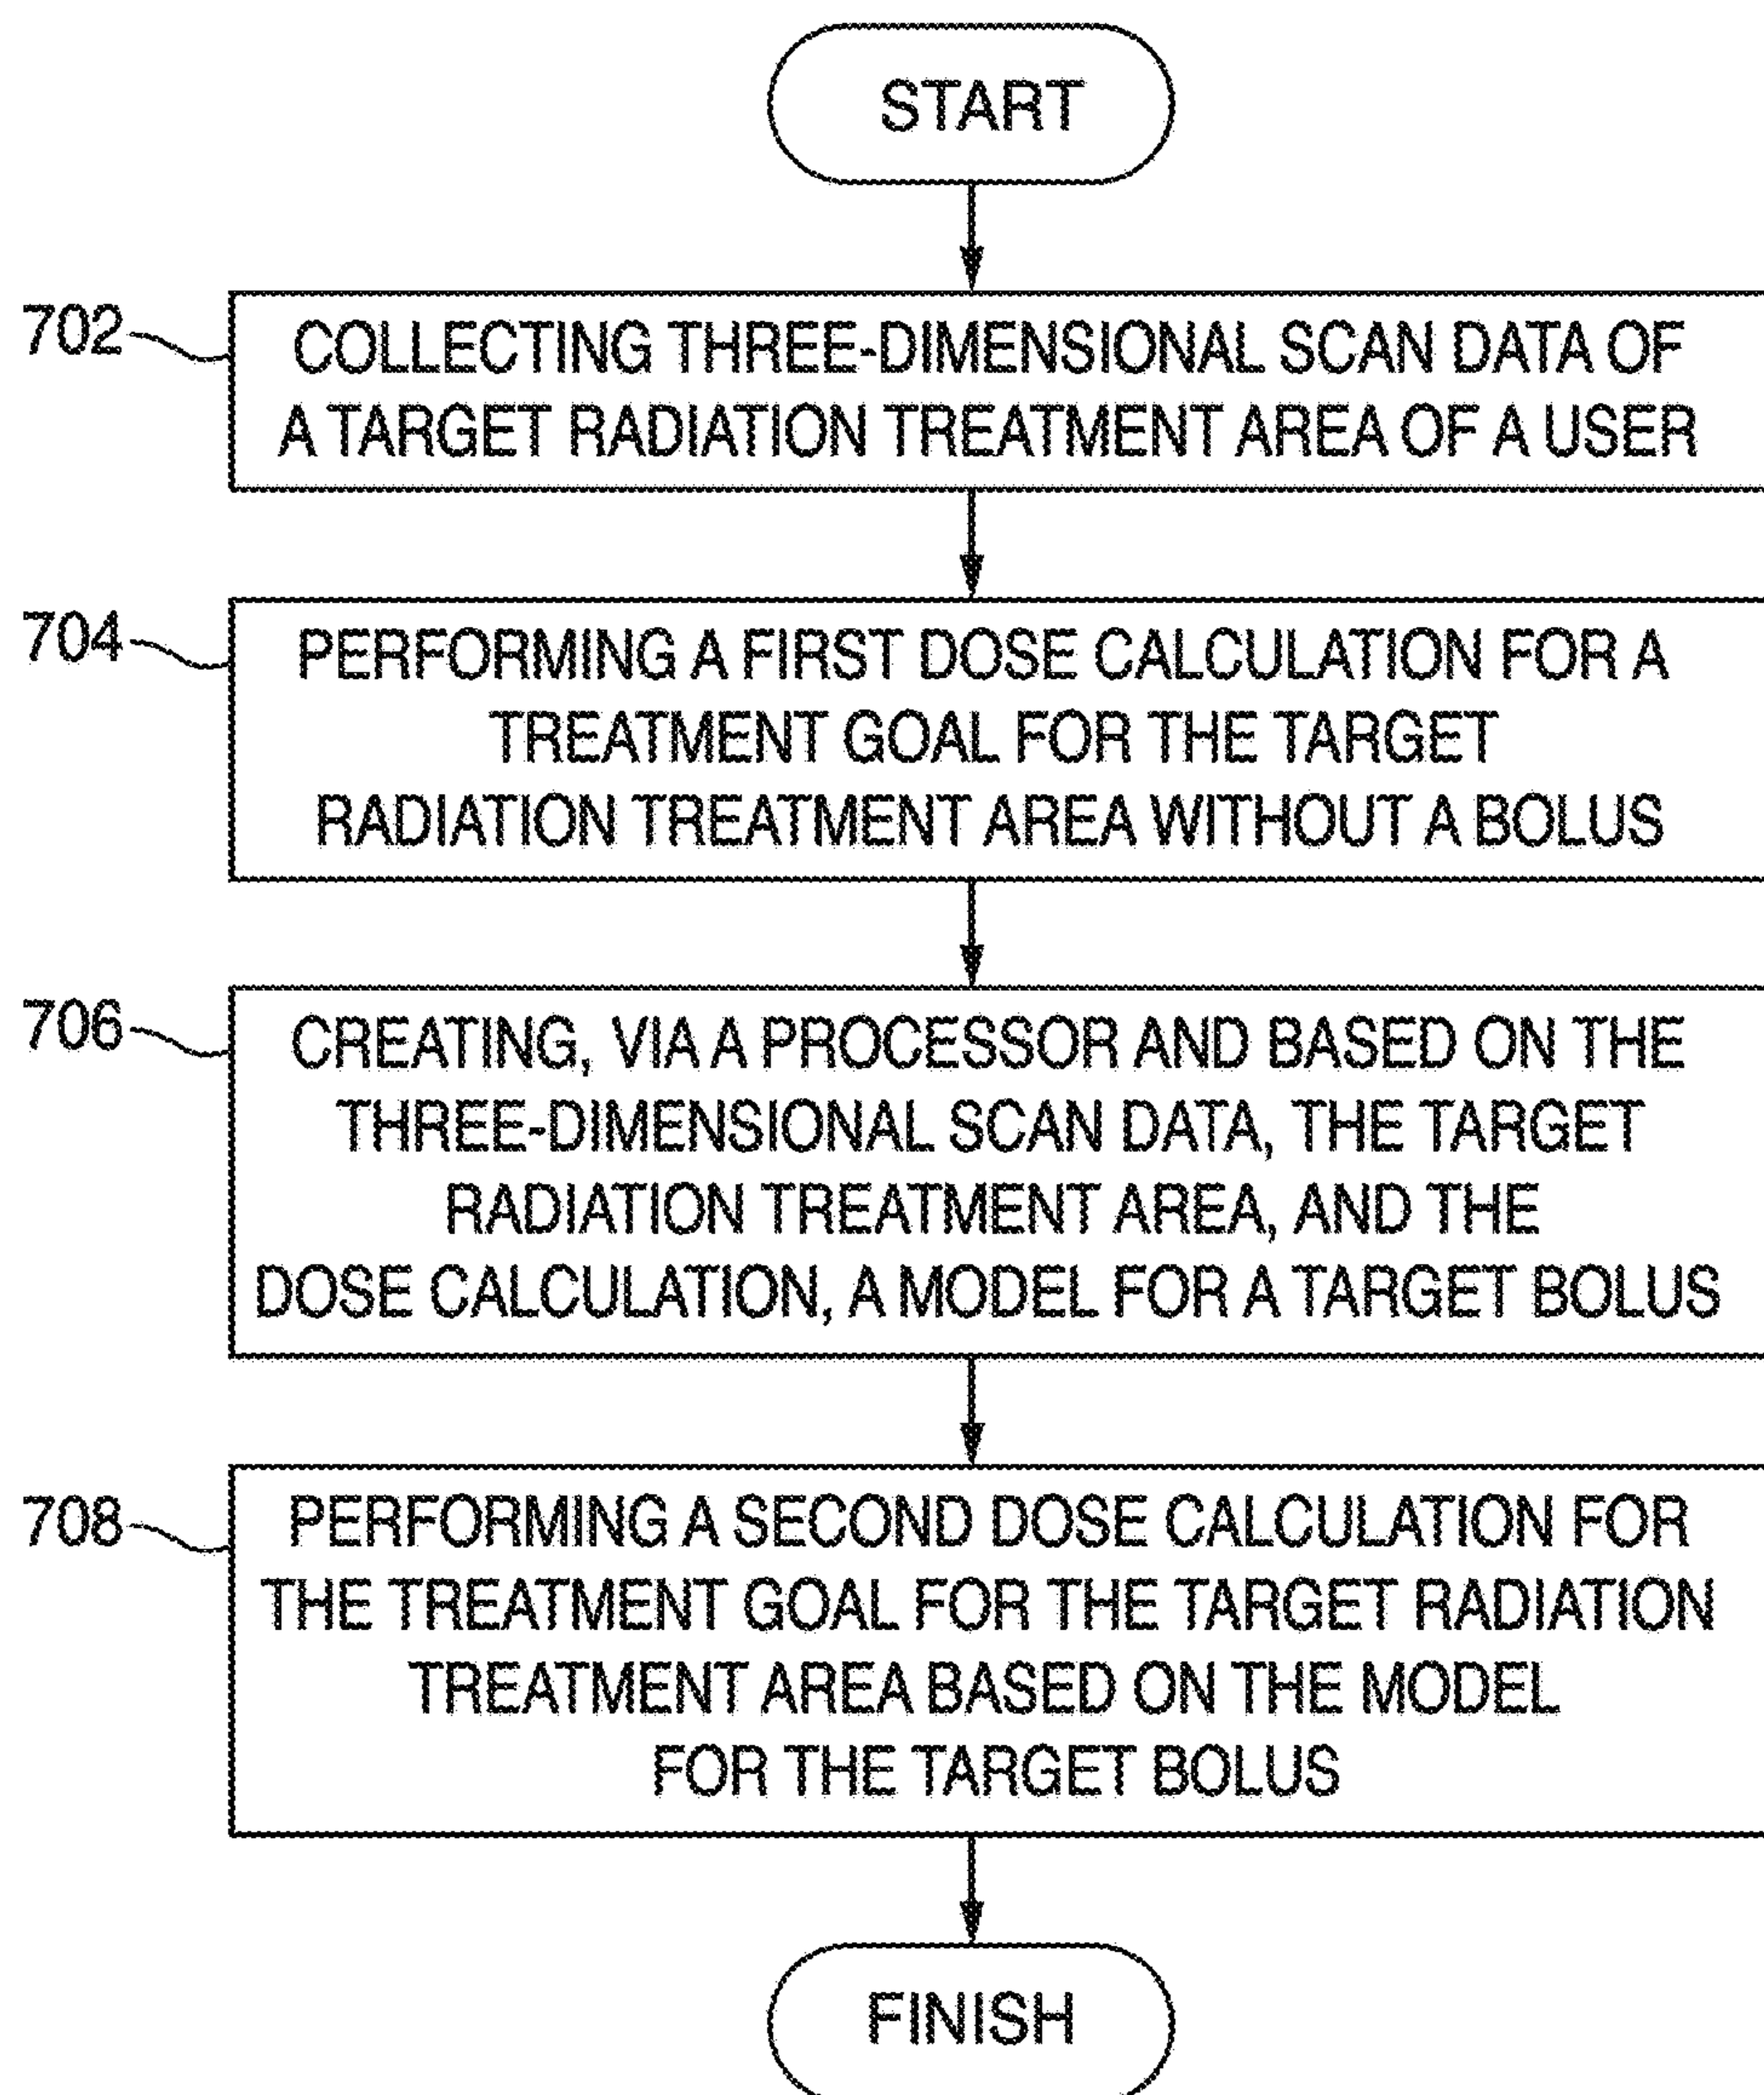 START
702
COLLECTING THREE-DIMENSIONAL SCAN DATA OF
A TARGET RADIATION TREATMENT AREA OF A USER
704
PERFORMING A FIRST DOSE CALCULATION FOR A
TREATMENT GOAL FOR THE TARGET
RADIATION TREATMENT AREA WITHOUT A BOLUS
706
CREATING, VIA A PROCESSOR AND BASED ON THE
THREE-DIMENSIONAL SCAN DATA, THE TARGET
RADIATION TREATMENT AREA, AND THE
DOSE CALCULATION, A MODEL FOR A TARGET BOLUS
708
PERFORMING A SECOND DOSE CALCULATION FOR
THE TREATMENT GOAL FOR THE TARGET RADIATION
TREATMENT AREA BASED ON THE MODEL
FOR THE TARGET BOLUS
FINISH